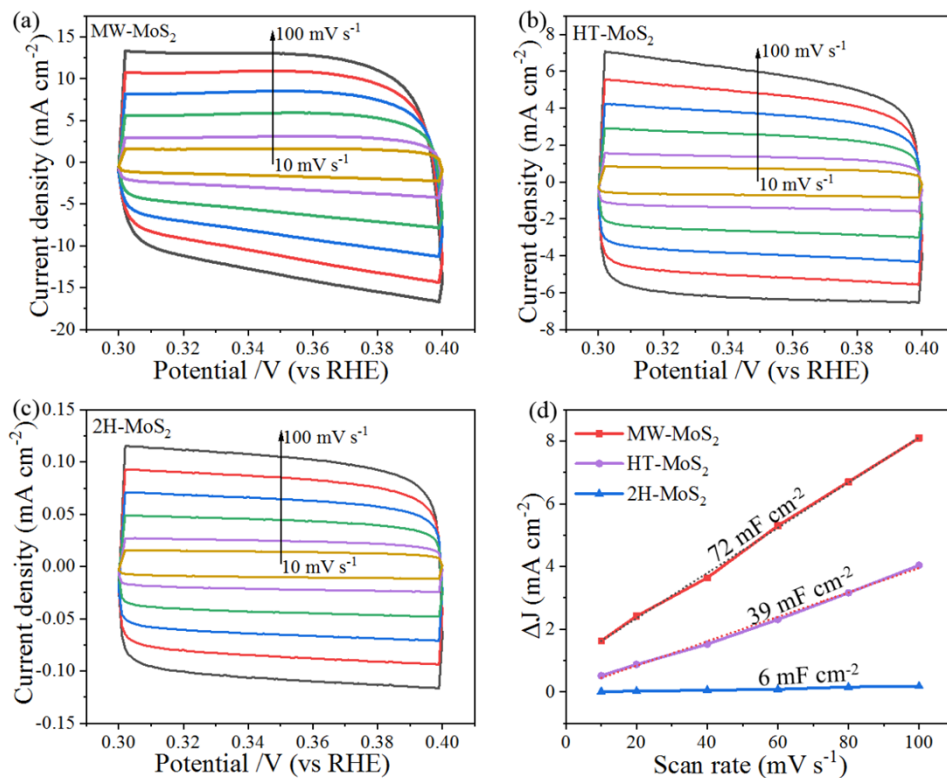 (a)
MW-MoS₂
100 mV s⁻¹
10 mV s⁻¹
15
10
5
0
-5
-10
-15
-20
0.30
0.32
0.34
0.36
0.38
0.40
Current density (mA cm⁻²)
Potential /V (vs RHE)
(b)
HT-MoS₂
100 mV s⁻¹
10 mV s⁻¹
8
6
4
2
0
-2
-4
-6
-8
0.30
0.32
0.34
0.36
0.38
0.40
Current density (mA cm⁻²)
Potential /V (vs RHE)
(c)
2H-MoS₂
100 mV s⁻¹
10 mV s⁻¹
0.15
0.10
0.05
0.00
-0.05
-0.10
-0.15
0.30
0.32
0.34
0.36
0.38
0.40
Current density (mA cm⁻²)
Potential /V (vs RHE)
(d)
MW-MoS₂
HT-MoS₂
2H-MoS₂
72 mF cm⁻²
39 mF cm⁻²
6 mF cm⁻²
8
6
4
2
0
0
20
40
60
80
100
ΔJ (mA cm⁻²)
Scan rate (mV s⁻¹)